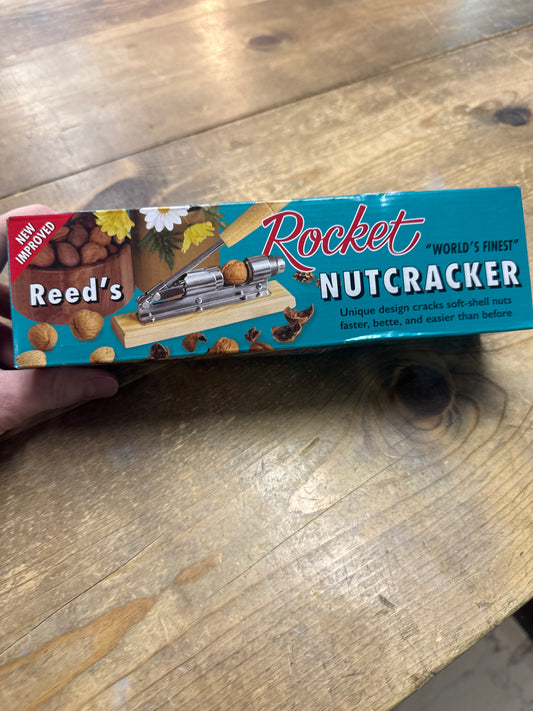 NEW
IMPROVED
Reed's
Rocket
"WORLD'S FINEST"
NUTCRACKER
Unique design cracks soft-shell nuts
faster, bette, and easier than before